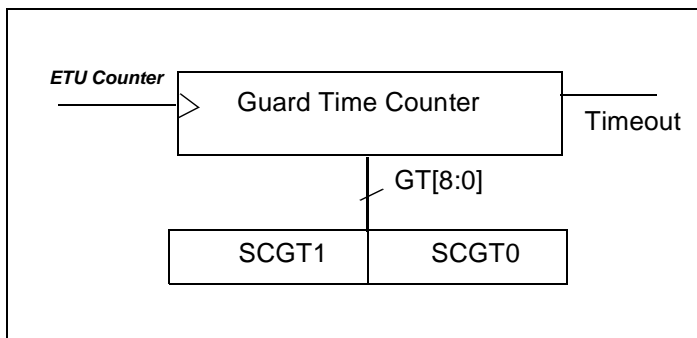 ETU Counter
Guard Time Counter
Timeout
GT[8:0]
SCGT1
SCGT0